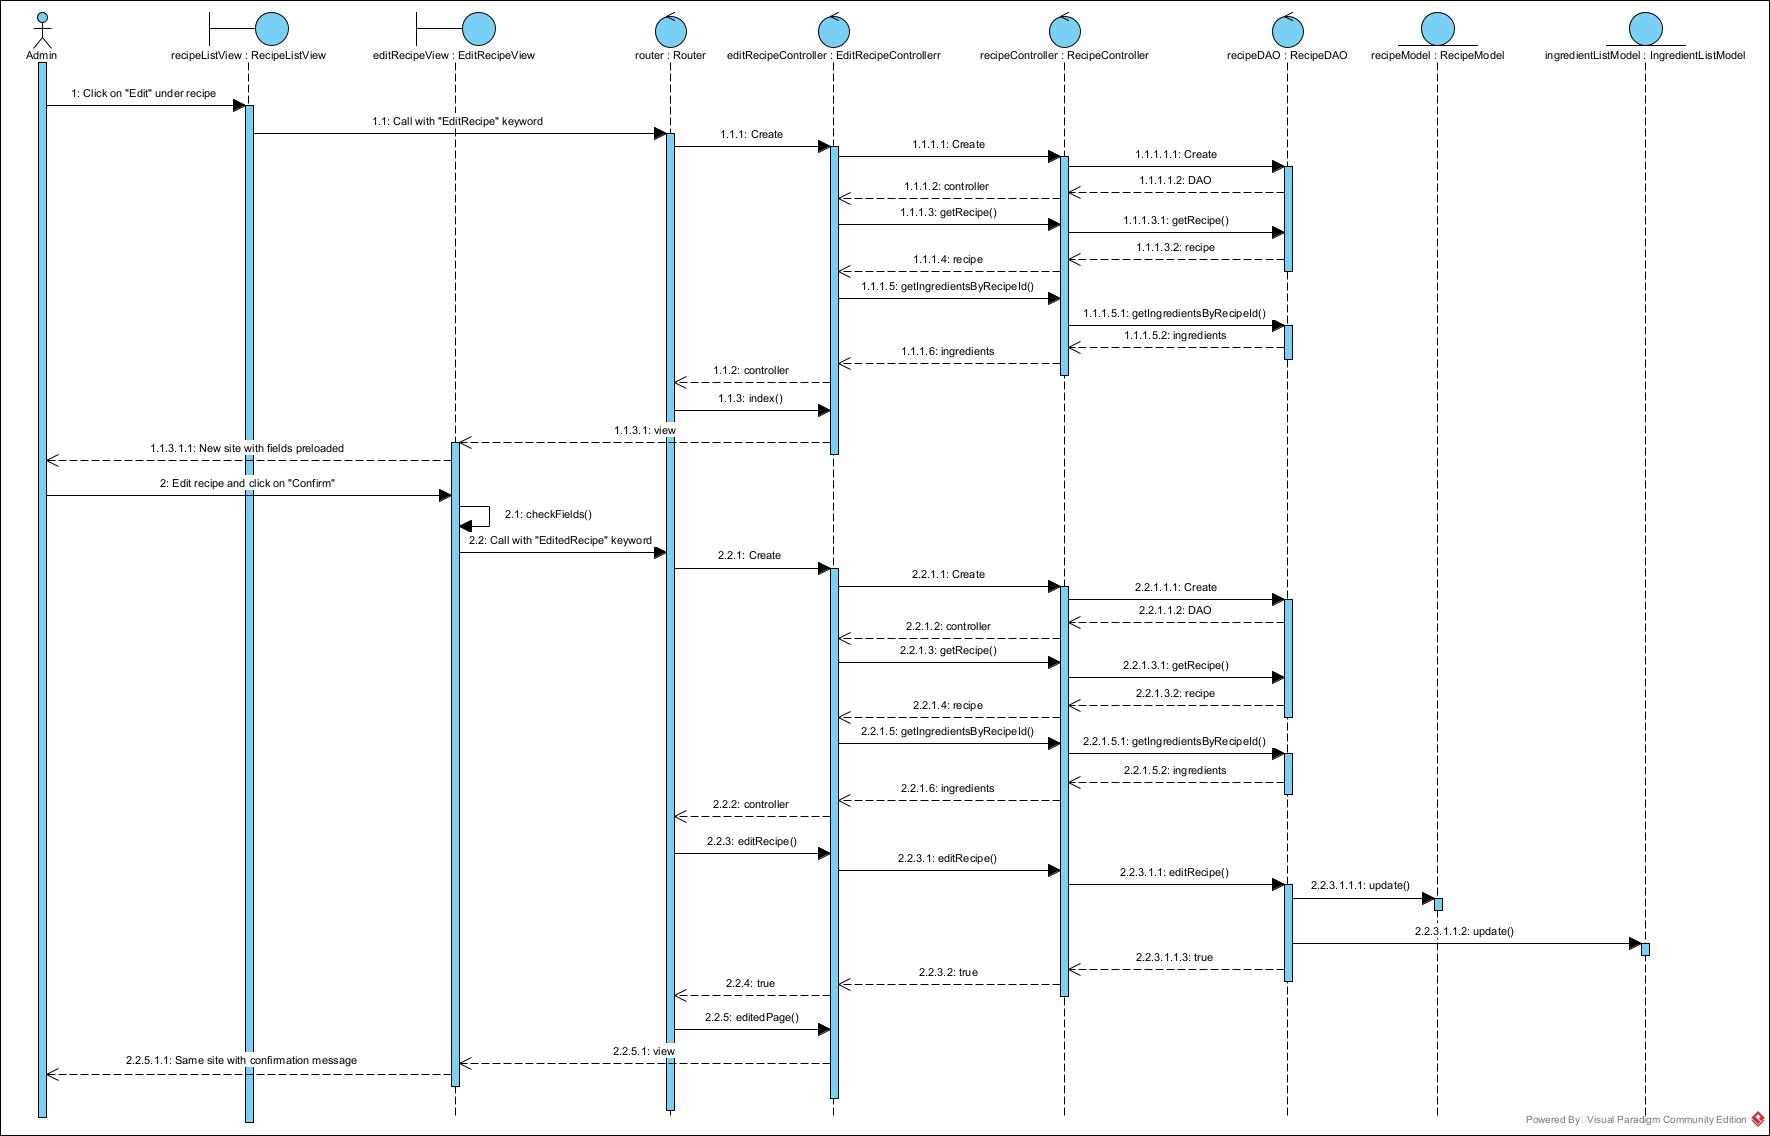 Admin
recipeListView : RecipeListView
editRecipeView : EditRecipeView
router : Router
editRecipeController : EditRecipeControllerr
recipeController : RecipeController
recipeDAO : RecipeDAO
recipeModel : RecipeModel
ingredientListModel : IngredientListModel
1: Click on "Edit" under recipe
1.1: Call with "EditRecipe" keyword
1.1.1: Create
1.1.1.1: Create
1.1.1.1.1: Create
1.1.1.1.2: DAO
1.1.1.2: controller
1.1.1.3: getRecipe()
1.1.1.3.1: getRecipe()
1.1.1.3.2: recipe
1.1.1.4: recipe
1.1.1.5: getIngredientsByRecipeId()
1.1.1.5.1: getIngredientsByRecipeId()
1.1.1.5.2: ingredients
1.1.1.6: ingredients
1.1.2: controller
1.1.3: index()
1.1.3.1: view
1.1.3.1.1: New site with fields preloaded
2: Edit recipe and click on "Confirm"
2.1: checkFields()
2.2: Call with "EditedRecipe" keyword
2.2.1: Create
2.2.1.1: Create
2.2.1.1.1: Create
2.2.1.1.2: DAO
2.2.1.2: controller
2.2.1.3: getRecipe()
2.2.1.3.1: getRecipe()
2.2.1.3.2: recipe
2.2.1.4: recipe
2.2.1.5: getIngredientsByRecipeId()
2.2.1.5.1: getIngredientsByRecipeId()
2.2.1.5.2: ingredients
2.2.1.6: ingredients
2.2.2: controller
2.2.3: editRecipe()
2.2.3.1: editRecipe()
2.2.3.1.1: editRecipe()
2.2.3.1.1.1: update()
2.2.3.1.1.2: update()
2.2.3.1.1.3: true
2.2.3.2: true
2.2.4: true
2.2.5: editedPage()
2.2.5.1: view
2.2.5.1.1: Same site with confirmation message
Powered By Visual Paradigm Community Edition